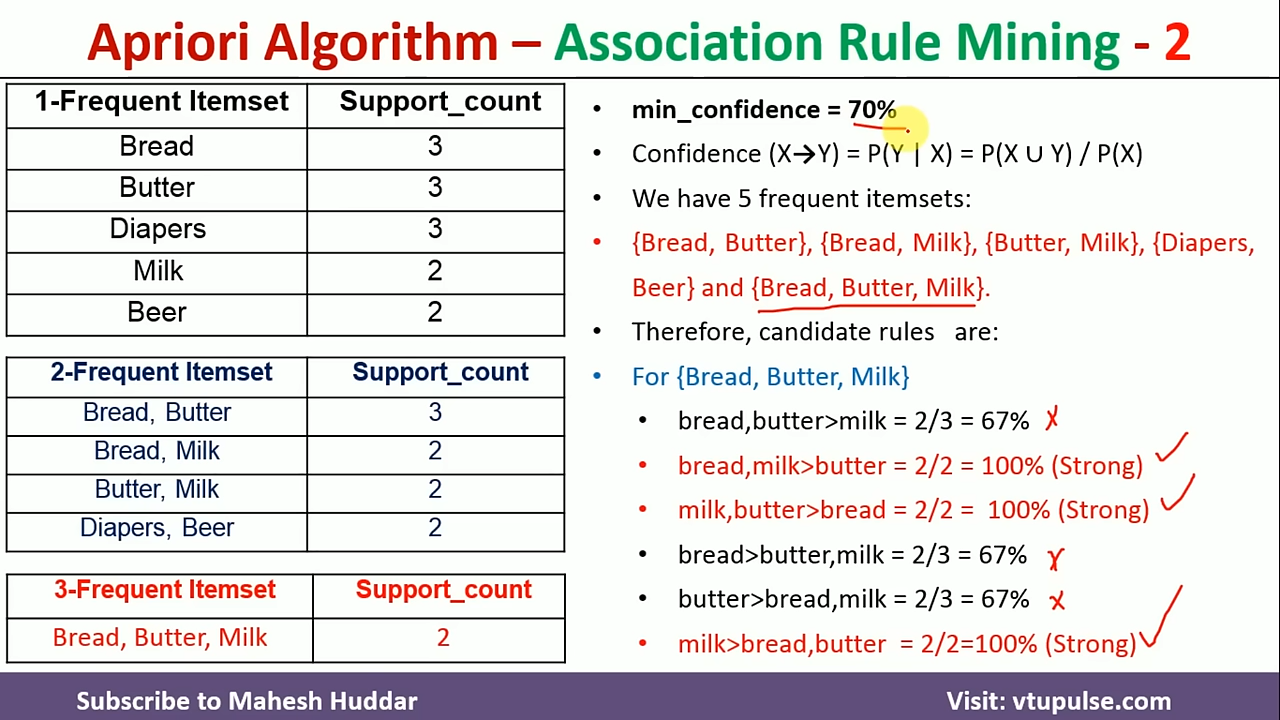 Apriori Algorithm – Association Rule Mining - 2
1-Frequent Itemset Support_count
Bread 3
Butter 3
Diapers 3
Milk 2
Beer 2
2-Frequent Itemset Support_count
Bread, Butter 3
Bread, Milk 2
Butter, Milk 2
Diapers, Beer 2
3-Frequent Itemset Support_count
Bread, Butter, Milk 2
• min_confidence = 70%
• Confidence (X→Y) = P(Y | X) = P(X ∪ Y) / P(X)
• We have 5 frequent itemsets:
• {Bread, Butter}, {Bread, Milk}, {Butter, Milk}, {Diapers,
Beer} and {Bread, Butter, Milk}.
• Therefore, candidate rules are:
• For {Bread, Butter, Milk}
• bread,butter>milk = 2/3 = 67%
• bread,milk>butter = 2/2 = 100% (Strong)
• milk,butter>bread = 2/2 = 100% (Strong)
• bread>butter,milk = 2/3 = 67%
• butter>bread,milk = 2/3 = 67%
• milk>bread,butter = 2/2=100% (Strong)
Subscribe to Mahesh Huddar
Visit: vtupulse.com